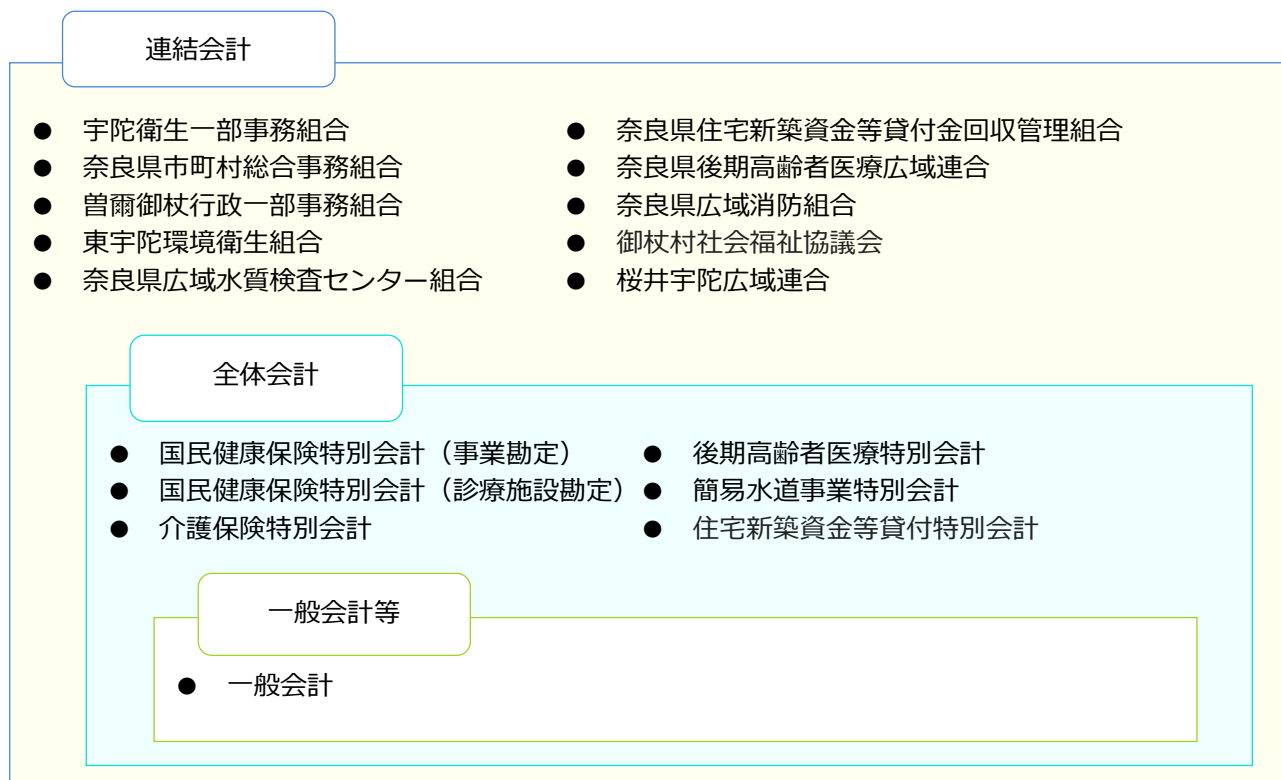 連結会計
● 宇陀衛生一部事務組合
● 奈良県市町村総合事務組合
● 曽爾御杖行政一部事務組合
● 東宇陀環境衛生組合
● 奈良県広域水質検査センター組合
● 奈良県住宅新築資金等貸付金回収管理組合
● 奈良県後期高齢者医療広域連合
● 奈良県広域消防組合
● 御杖村社会福祉協議会
● 桜井宇陀広域連合
全体会計
● 国民健康保険特別会計（事業勘定）
● 国民健康保険特別会計（診療施設勘定）
● 介護保険特別会計
● 後期高齢者医療特別会計
● 簡易水道事業特別会計
● 住宅新築資金等貸付特別会計
一般会計等
● 一般会計